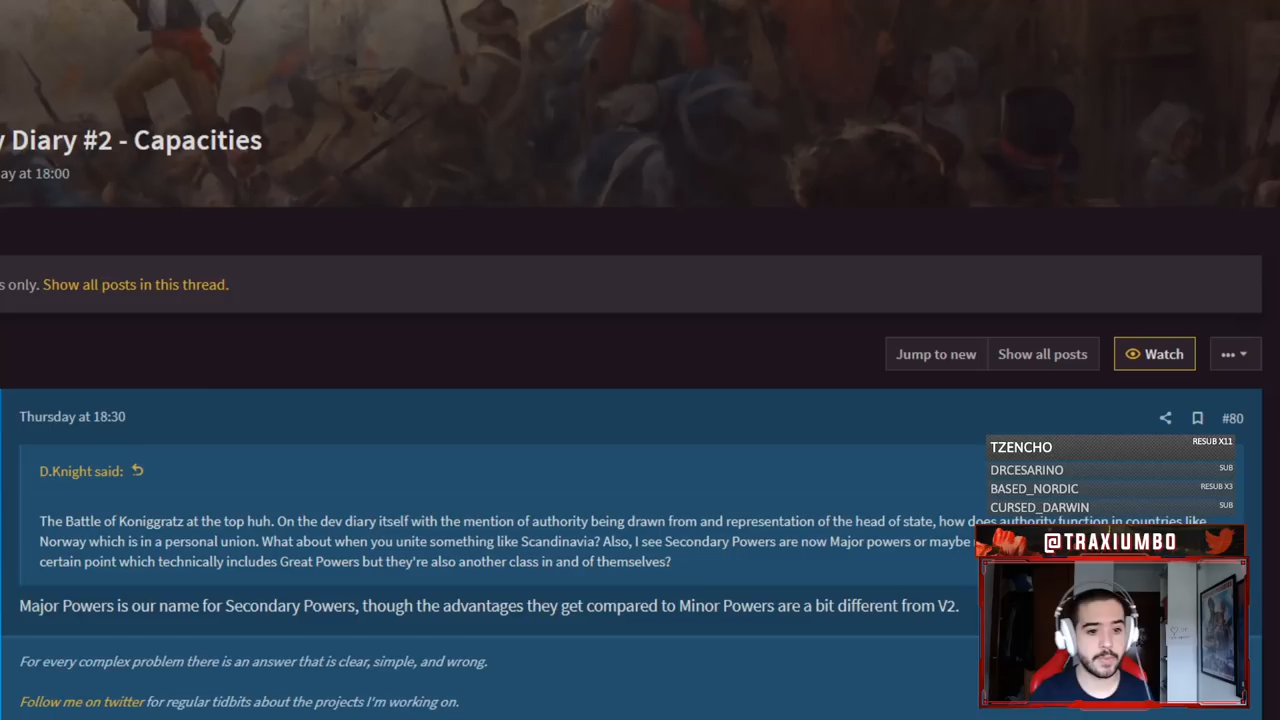 y Diary #2 - Capacities
ay at 18:00
s only. Show all posts in this thread.
Jump to new
Show all posts
Watch
Thursday at 18:30
#80
D.Knight said:
The Battle of Koniggratz at the top huh. On the dev diary itself with the mention of authority being drawn from and representation of the head of state, how does authority function in countries like
Norway which is in a personal union. What about when you unite something like Scandinavia? Also, I see Secondary Powers are now Major powers or maybe
certain point which technically includes Great Powers but they're also another class in and of themselves?
Major Powers is our name for Secondary Powers, though the advantages they get compared to Minor Powers are a bit different from V2.
For every complex problem there is an answer that is clear, simple, and wrong.
Follow me on twitter for regular tidbits about the projects I'm working on.
TZENCHO RESUB X11
DRCESARINO SUB
BASED_NORDIC RESUB X3
CURSED_DARWIN SUB
@TRAXIUMBO